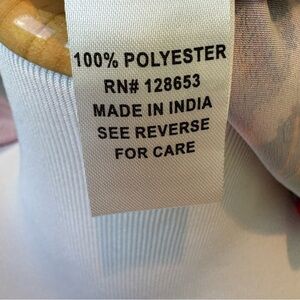 100% POLYESTER
RN# 128653
MADE IN INDIA
SEE REVERSE
FOR CARE